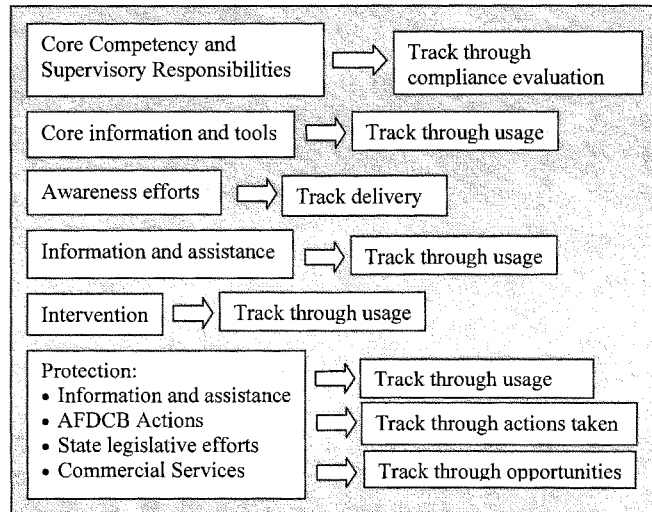 Core Competency and
Supervisory Responsibilities
Track through
compliance evaluation
Core information and tools
Track through usage
Awareness efforts
Track delivery
Information and assistance
Track through usage
Intervention
Track through usage
Protection:
• Information and assistance
• AFDCB Actions
• State legislative efforts
• Commercial Services
Track through usage
Track through actions taken
Track through opportunities